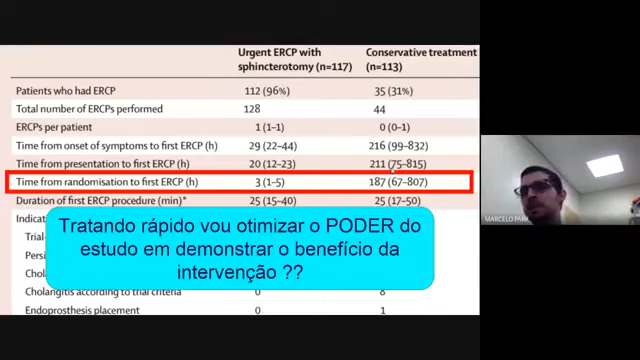 Urgent ERCP with sphincterotomy (n=117) Conservative treatment (n=113)
Patients who had ERCP 112 (96%) 35 (31%)
Total number of ERCPs performed 128 44
ERCPs per patient 1 (1–1) 0 (0–1)
Time from onset of symptoms to first ERCP (h) 29 (22–44) 216 (99–832)
Time from presentation to first ERCP (h) 20 (12–23) 211 (75–815)
Time from randomisation to first ERCP (h) 3 (1–5) 187 (67–807)
Duration of first ERCP procedure (min)* 25 (15–40) 25 (17–50)
Indicat
Trial-
Persi
Chola
Cholangitis according to trial criteria 0 8
Endoprosthesis placement 0 1
Tratando rápido vou otimizar o PODER do
estudo em demonstrar o benefício da
intervenção ??
MARCELO PARK